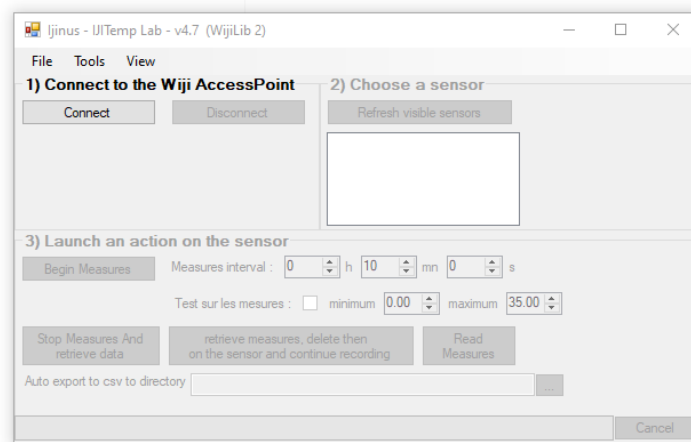 Ijinus - IJITemp Lab - v4.7 (WijiLib 2)
File Tools View
1) Connect to the Wiji AccessPoint
Connect Disconnect
2) Choose a sensor
Refresh visible sensors
3) Launch an action on the sensor
Begin Measures Measures interval : 0 h 10 mn 0 s
Test sur les mesures : minimum 0.00 maximum 35.00
Stop Measures And
retrieve data
retrieve measures, delete then
on the sensor and continue recording
Read
Measures
Auto export to csv to directory ...
Cancel